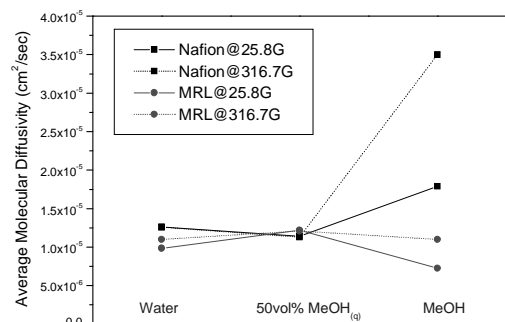 Average Molecular Diffusivity (cm²/sec)
4.0x10⁻⁵
3.5x10⁻⁵
3.0x10⁻⁵
2.5x10⁻⁵
2.0x10⁻⁵
1.5x10⁻⁵
1.0x10⁻⁵
5.0x10⁻⁶
0.0
Nafion@25.8G
Nafion@316.7G
MRL@25.8G
MRL@316.7G
Water
50vol% MeOH(q)
MeOH